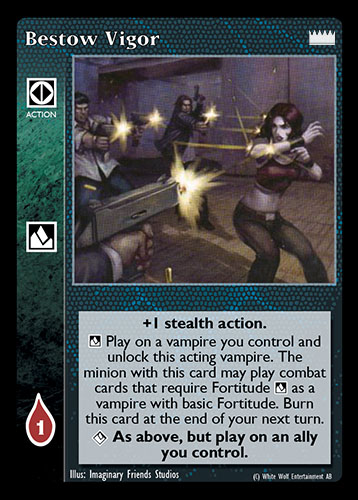 Bestow Vigor
ACTION
+1 stealth action.
Play on a vampire you control and
unlock this acting vampire. The
minion with this card may play combat
cards that require Fortitude as a
vampire with basic Fortitude. Burn
this card at the end of your next turn.
As above, but play on an ally
you control.
1
Illus: Imaginary Friends Studios
(C) White Wolf Entertainment AB